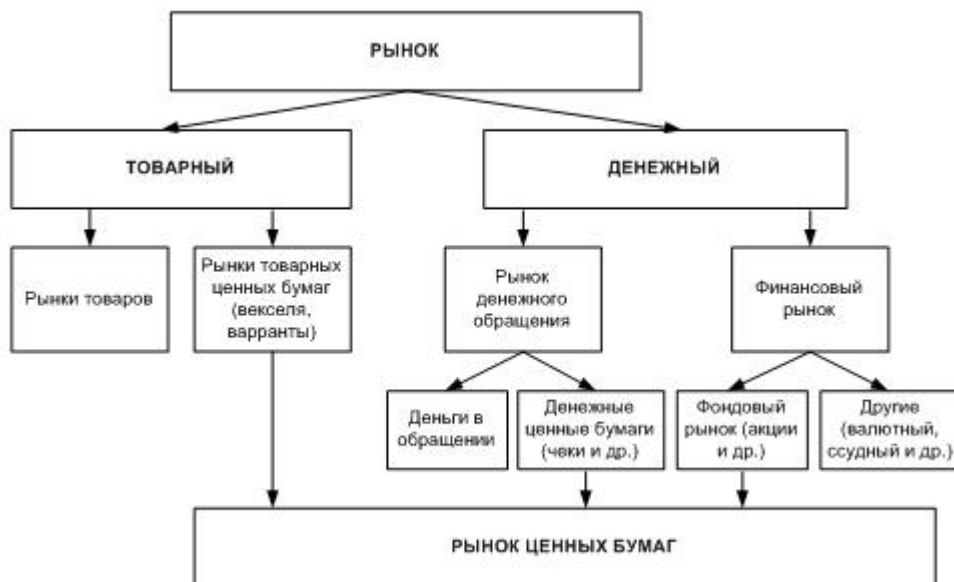 РЫНОК
ТОВАРНЫЙ
ДЕНЕЖНЫЙ
Рынки товаров
Рынки товарных
ценных бумаг
(векселя,
варранты)
Рынок
денежного
обращения
Финансовый
рынок
Деньги в
обращении
Денежные
ценные бумаги
(чеки и др.)
Фондовый
рынок (акции
и др.)
Другие
(валютный,
ссудный и др.)
РЫНОК ЦЕННЫХ БУМАГ